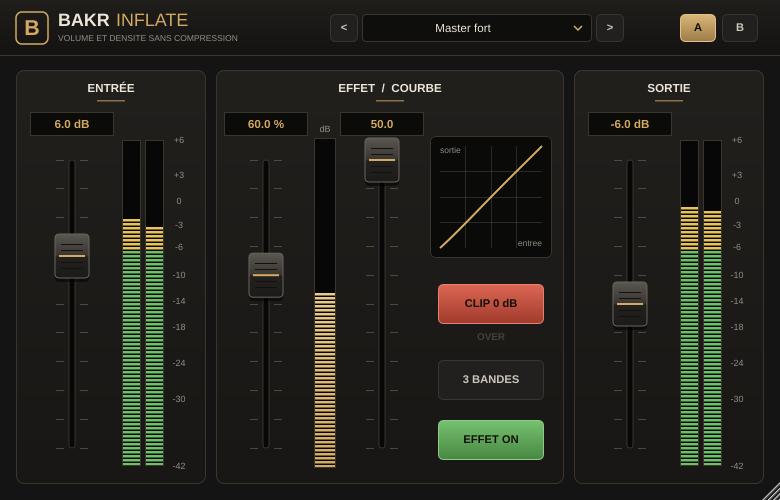 B
BAKR INFLATE
VOLUME ET DENSITE SANS COMPRESSION
<
Master fort
>
A
B
ENTRÉE
6.0 dB
+6
+3
0
-3
-6
-10
-14
-18
-24
-30
-42
EFFET / COURBE
60.0 %
dB
50.0
sortie
entree
CLIP 0 dB
OVER
3 BANDES
EFFET ON
SORTIE
-6.0 dB
+6
+3
0
-3
-6
-10
-14
-18
-24
-30
-42